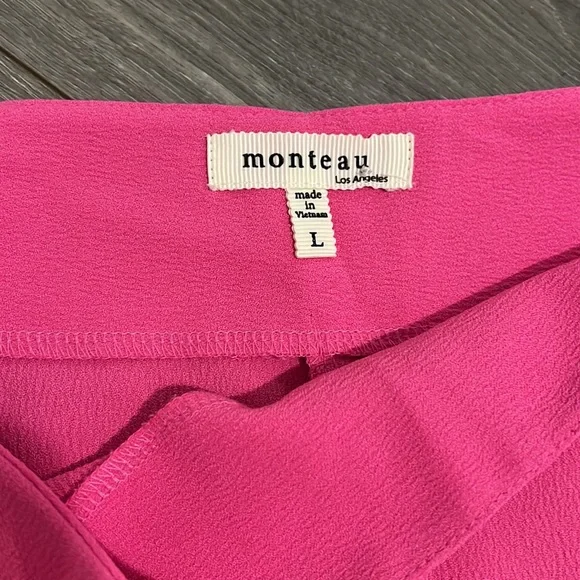 monteau
Los Angeles
made
in
Vietnam
L